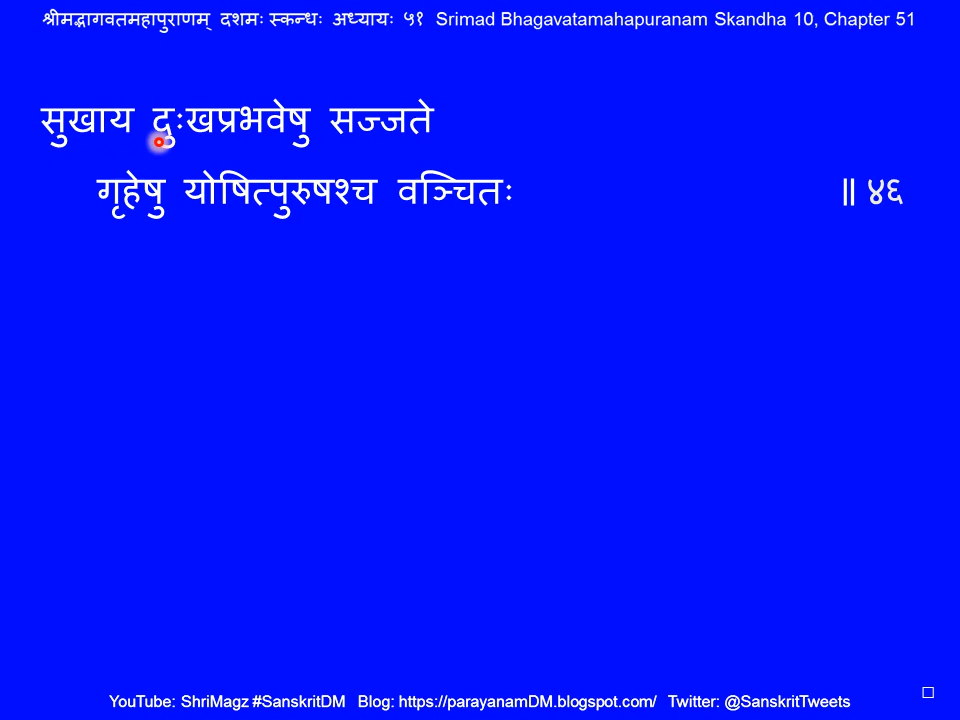 श्रीमद्भागवतमहापुराणम् दशमः स्कन्धः अध्यायः ५१ Srimad Bhagavatamahapuranam Skandha 10, Chapter 51
सुखाय दुःखप्रभवेषु सज्जते
गृहेषु योषित्पुरुषश्च वञ्चितः ॥ ४६
YouTube: ShriMagz #SanskritDM Blog: https://parayanamDM.blogspot.com/ Twitter: @SanskritTweets